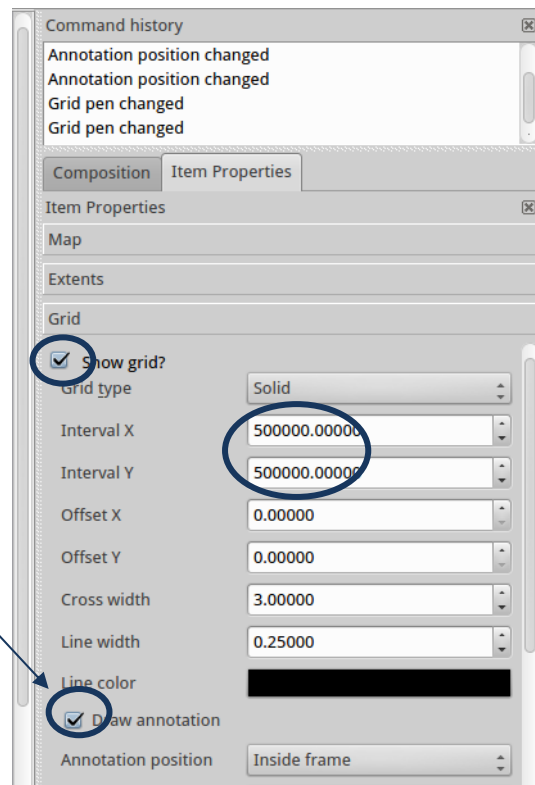 Command history
Annotation position changed
Annotation position changed
Grid pen changed
Grid pen changed
Composition Item Properties
Item Properties
Map
Extents
Grid
Show grid?
Grid type Solid
Interval X 500000.00000
Interval Y 500000.00000
Offset X 0.00000
Offset Y 0.00000
Cross width 3.00000
Line width 0.25000
Line color
Draw annotation
Annotation position Inside frame